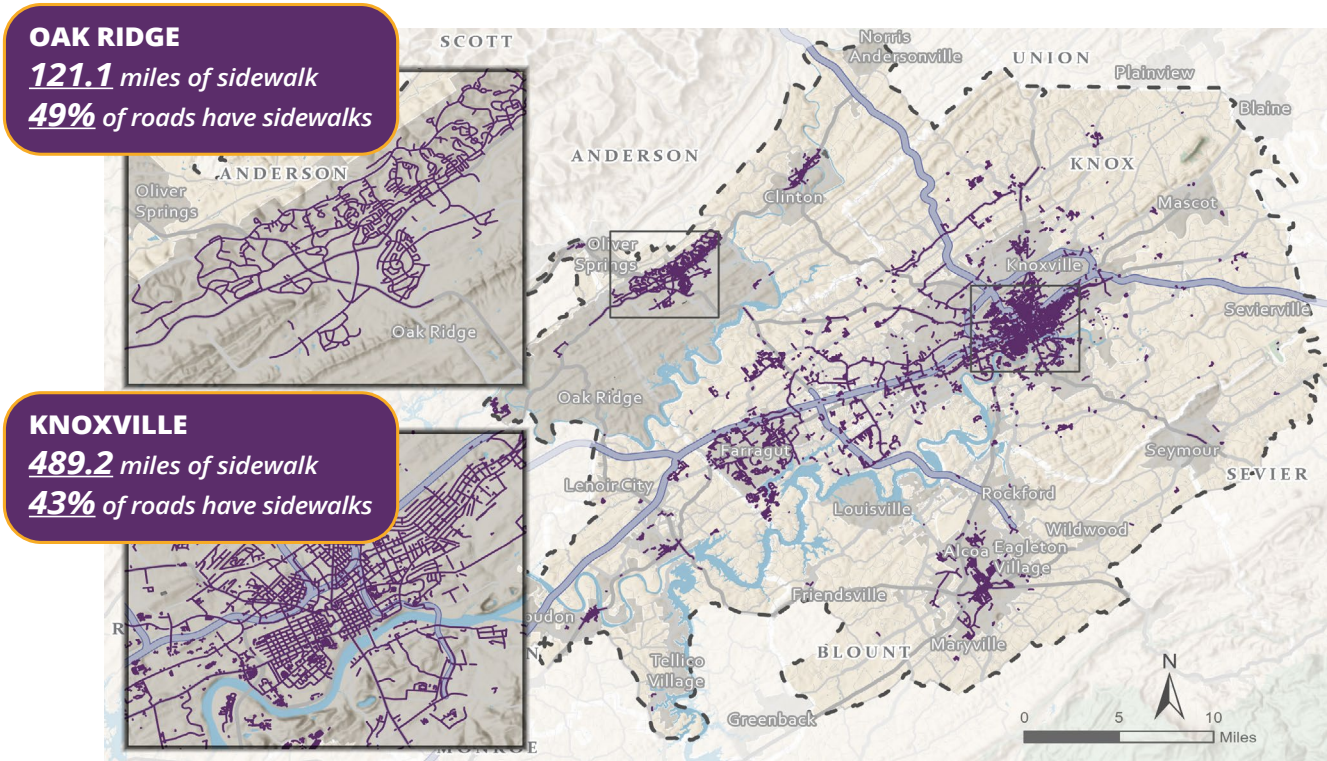 OAK RIDGE
121.1 miles of sidewalk
49% of roads have sidewalks
SCOTT
Norris
Andersonville
UNION
Plainview
Blaine
ANDERSON
KNOX
ANDERSON
Oliver
Springs
Clinton
Mascot
Oliver
Springs
Knoxville
Sevierville
Oak Ridge
Oak Ridge
KNOXVILLE
489.2 miles of sidewalk
43% of roads have sidewalks
Farragut
Seymour
SEVIER
Lenoir City
Rockford
Louisville
Wildwood
Alcoa
Eagleton
Village
Friendsville
oudon
R
N
Maryville
BLOUNT
Tellico
Village
Greenback
MONROE
N
0 5 10
Miles